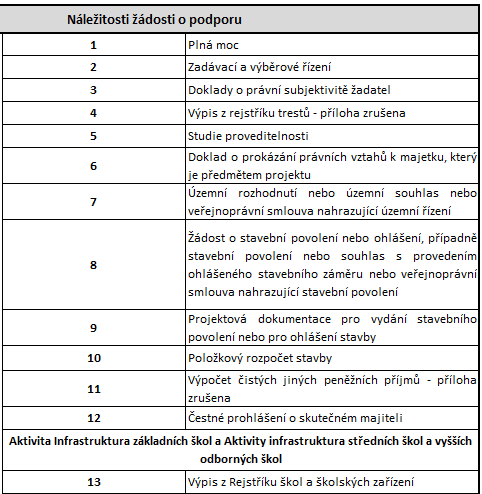 Náležitosti žádosti o podporu
1 Plná moc
2 Zadávací a výběrové řízení
3 Doklady o právní subjektivitě žadatel
4 Výpis z rejstříku trestů - příloha zrušena
5 Studie proveditelnosti
6 Doklad o prokázání právních vztahů k majetku, který
je předmětem projektu
7 Územní rozhodnutí nebo územní souhlas nebo
veřejnoprávní smlouva nahrazující územní řízení
8 Žádost o stavební povolení nebo ohlášení, případně
stavební povolení nebo souhlas s provedením
ohlášeného stavebního záměru nebo veřejnoprávní
smlouva nahrazující stavební povolení
9 Projektová dokumentace pro vydání stavebního
povolení nebo pro ohlášení stavby
10 Položkový rozpočet stavby
11 Výpočet čistých jiných peněžních příjmů - příloha
zrušena
12 Čestné prohlášení o skutečném majiteli
Aktivita Infrastruktura základních škol a Aktivity infrastruktura středních škol a vyšších
odborných škol
13 Výpis z Rejstříku škol a školských zařízení